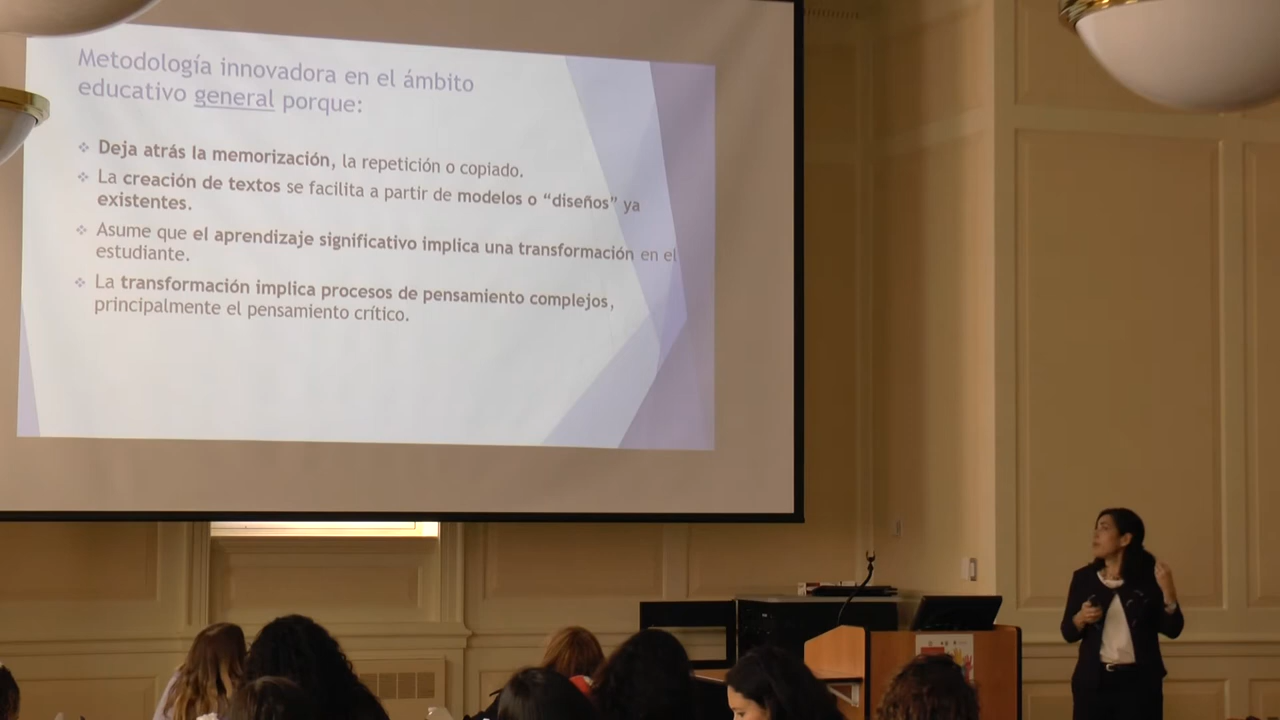 Metodología innovadora en el ámbito
educativo general porque:
Deja atrás la memorización, la repetición o copiado.
La creación de textos se facilita a partir de modelos o “diseños” ya
existentes.
Asume que el aprendizaje significativo implica una transformación en el
estudiante.
La transformación implica procesos de pensamiento complejos,
principalmente el pensamiento crítico.